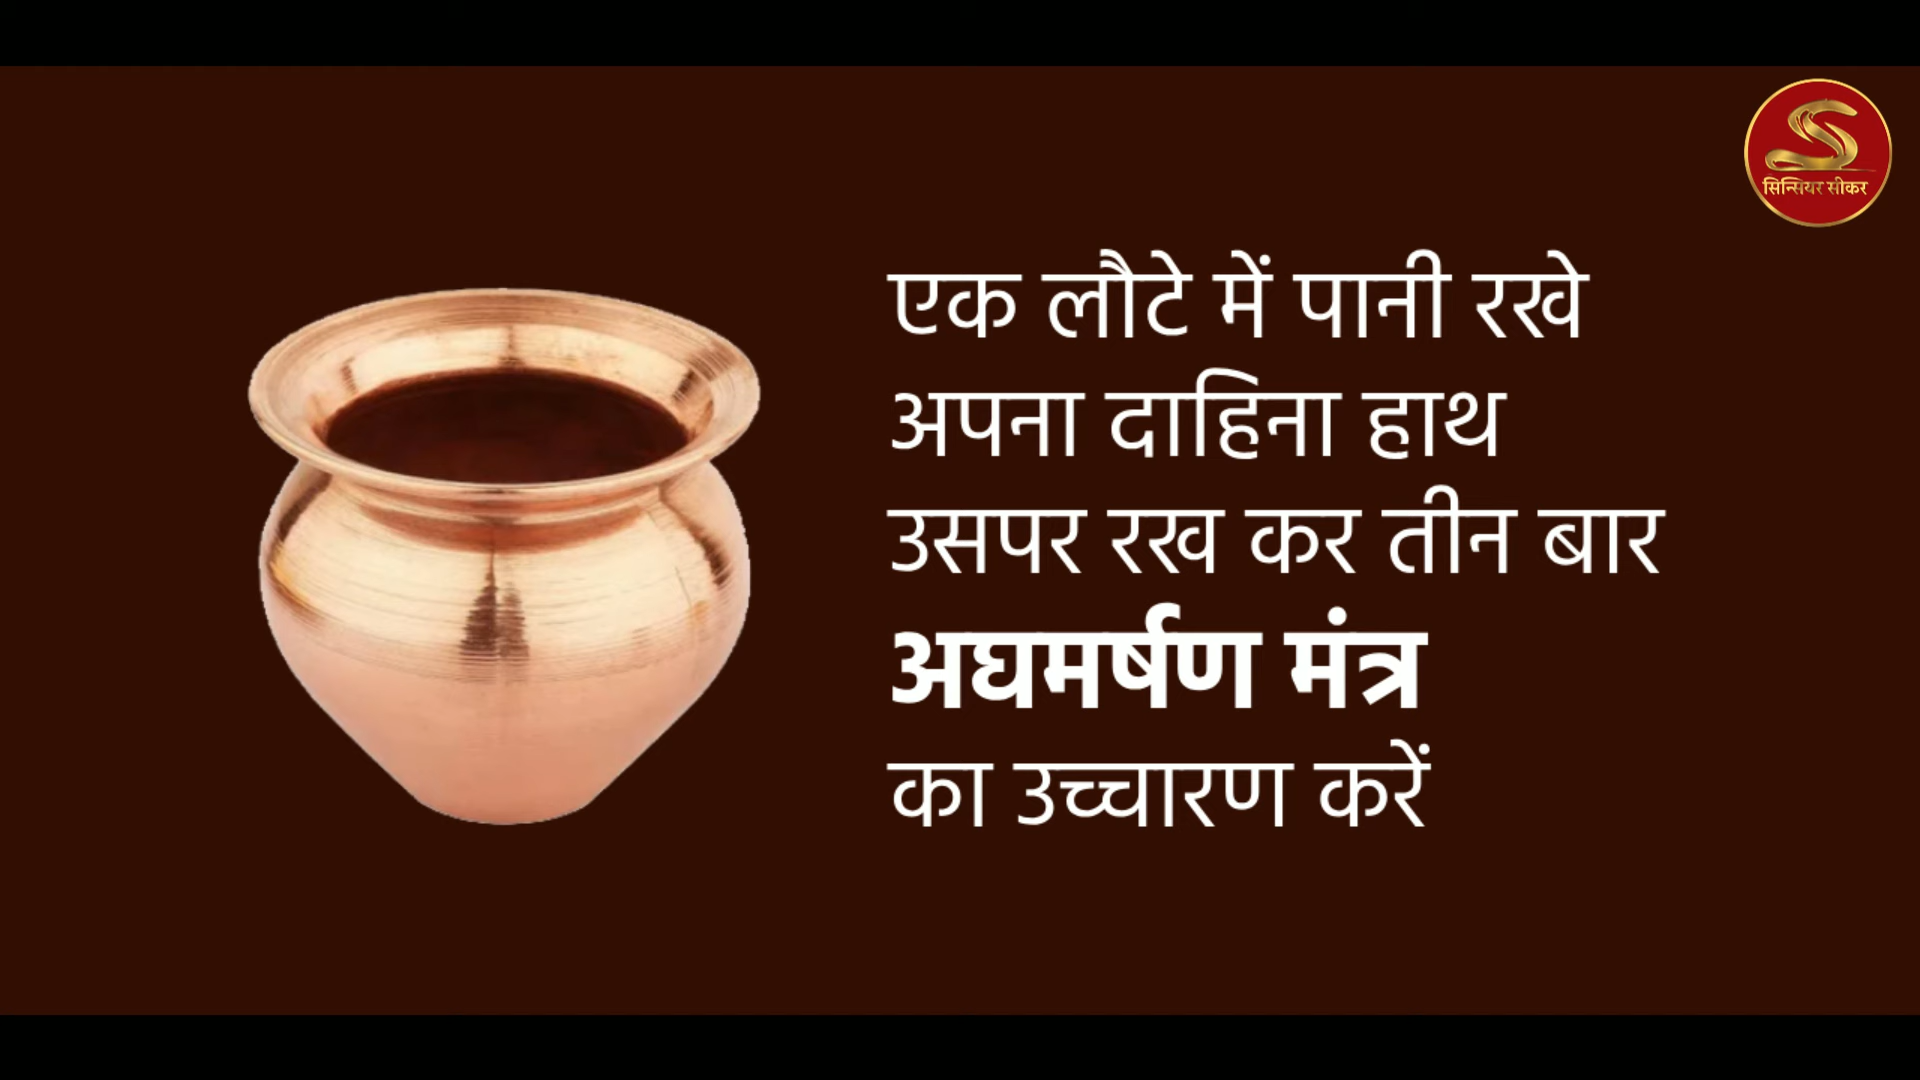 सिन्सियर सीकर
एक लौटे में पानी रखे
अपना दाहिना हाथ
उसपर रख कर तीन बार
अघमर्षण मंत्र
का उच्चारण करें